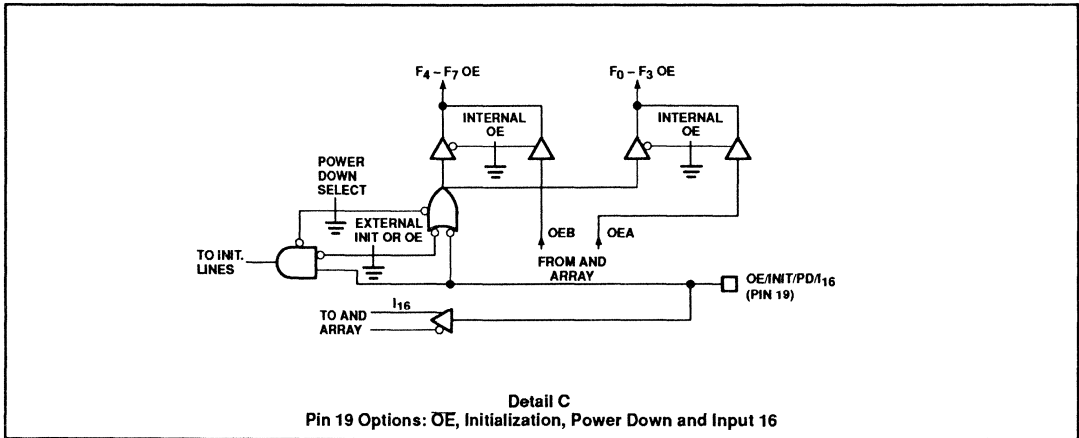 F4 – F7 OE
F0 – F3 OE
INTERNAL
OE
INTERNAL
OE
POWER
DOWN
SELECT
EXTERNAL
INIT OR OE
OEB
OEA
TO INIT.
LINES
FROM AND
ARRAY
OE/INIT/PD/I16
(PIN 19)
I16
TO AND
ARRAY
Detail C
Pin 19 Options: O̅E̅, Initialization, Power Down and Input 16